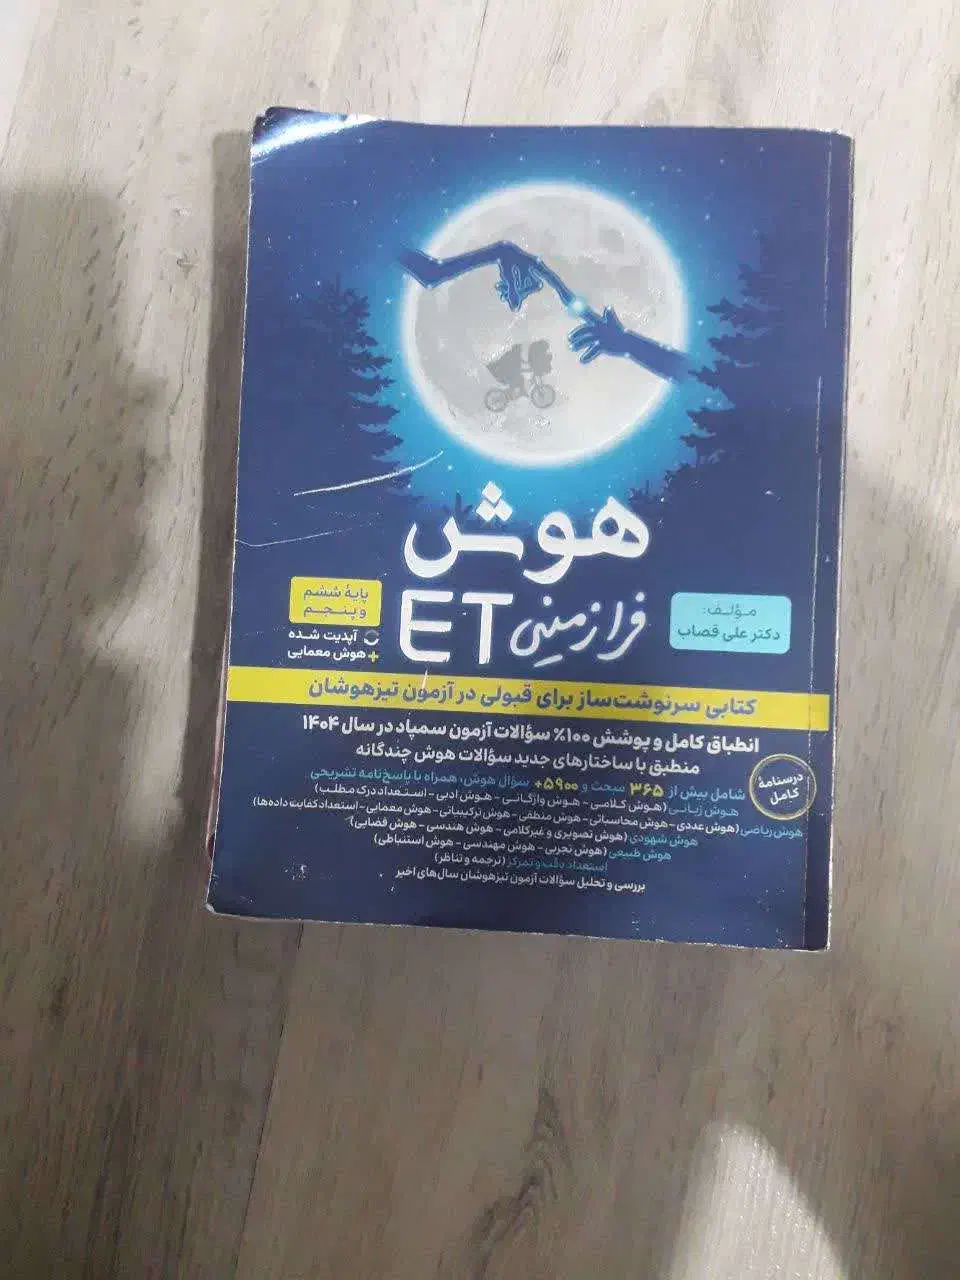 هوش
فرازمینی ET
مؤلف:
دکتر علی قصاب
پایهٔ ششم
و پنجم
آپدیت شده
+ هوش معمایی
کتابی سرنوشت‌ساز برای قبولی در آزمون تیزهوشان
انطباق کامل و پوشش ۱۰۰٪ سؤالات آزمون سمپاد در سال ۱۴۰۴
منطبق با ساختارهای جدید سؤالات هوش چندگانه
درسنامهٔ
کامل
شامل بیش از ۳۶۵ مبحث و ۵۹۰۰+ سؤال هوش، همراه با پاسخ‌نامه تشریحی
هوش زبانی (هوش کلامی - هوش واژگانی - هوش ادبی - استعداد درک مطلب)
هوش ریاضی (هوش عددی - هوش محاسباتی - هوش منطقی - هوش ترکیبیاتی - هوش معمایی - استعداد کفایت داده‌ها)
هوش شهودی (هوش تصویری و غیرکلامی - هوش هندسی - هوش فضایی)
هوش طبیعی (هوش تجربی - هوش مهندسی - هوش استنباطی)
استعداد دقت و تمرکز (ترجمه و تناظر)
بررسی و تحلیل سؤالات آزمون تیزهوشان سال‌های اخیر